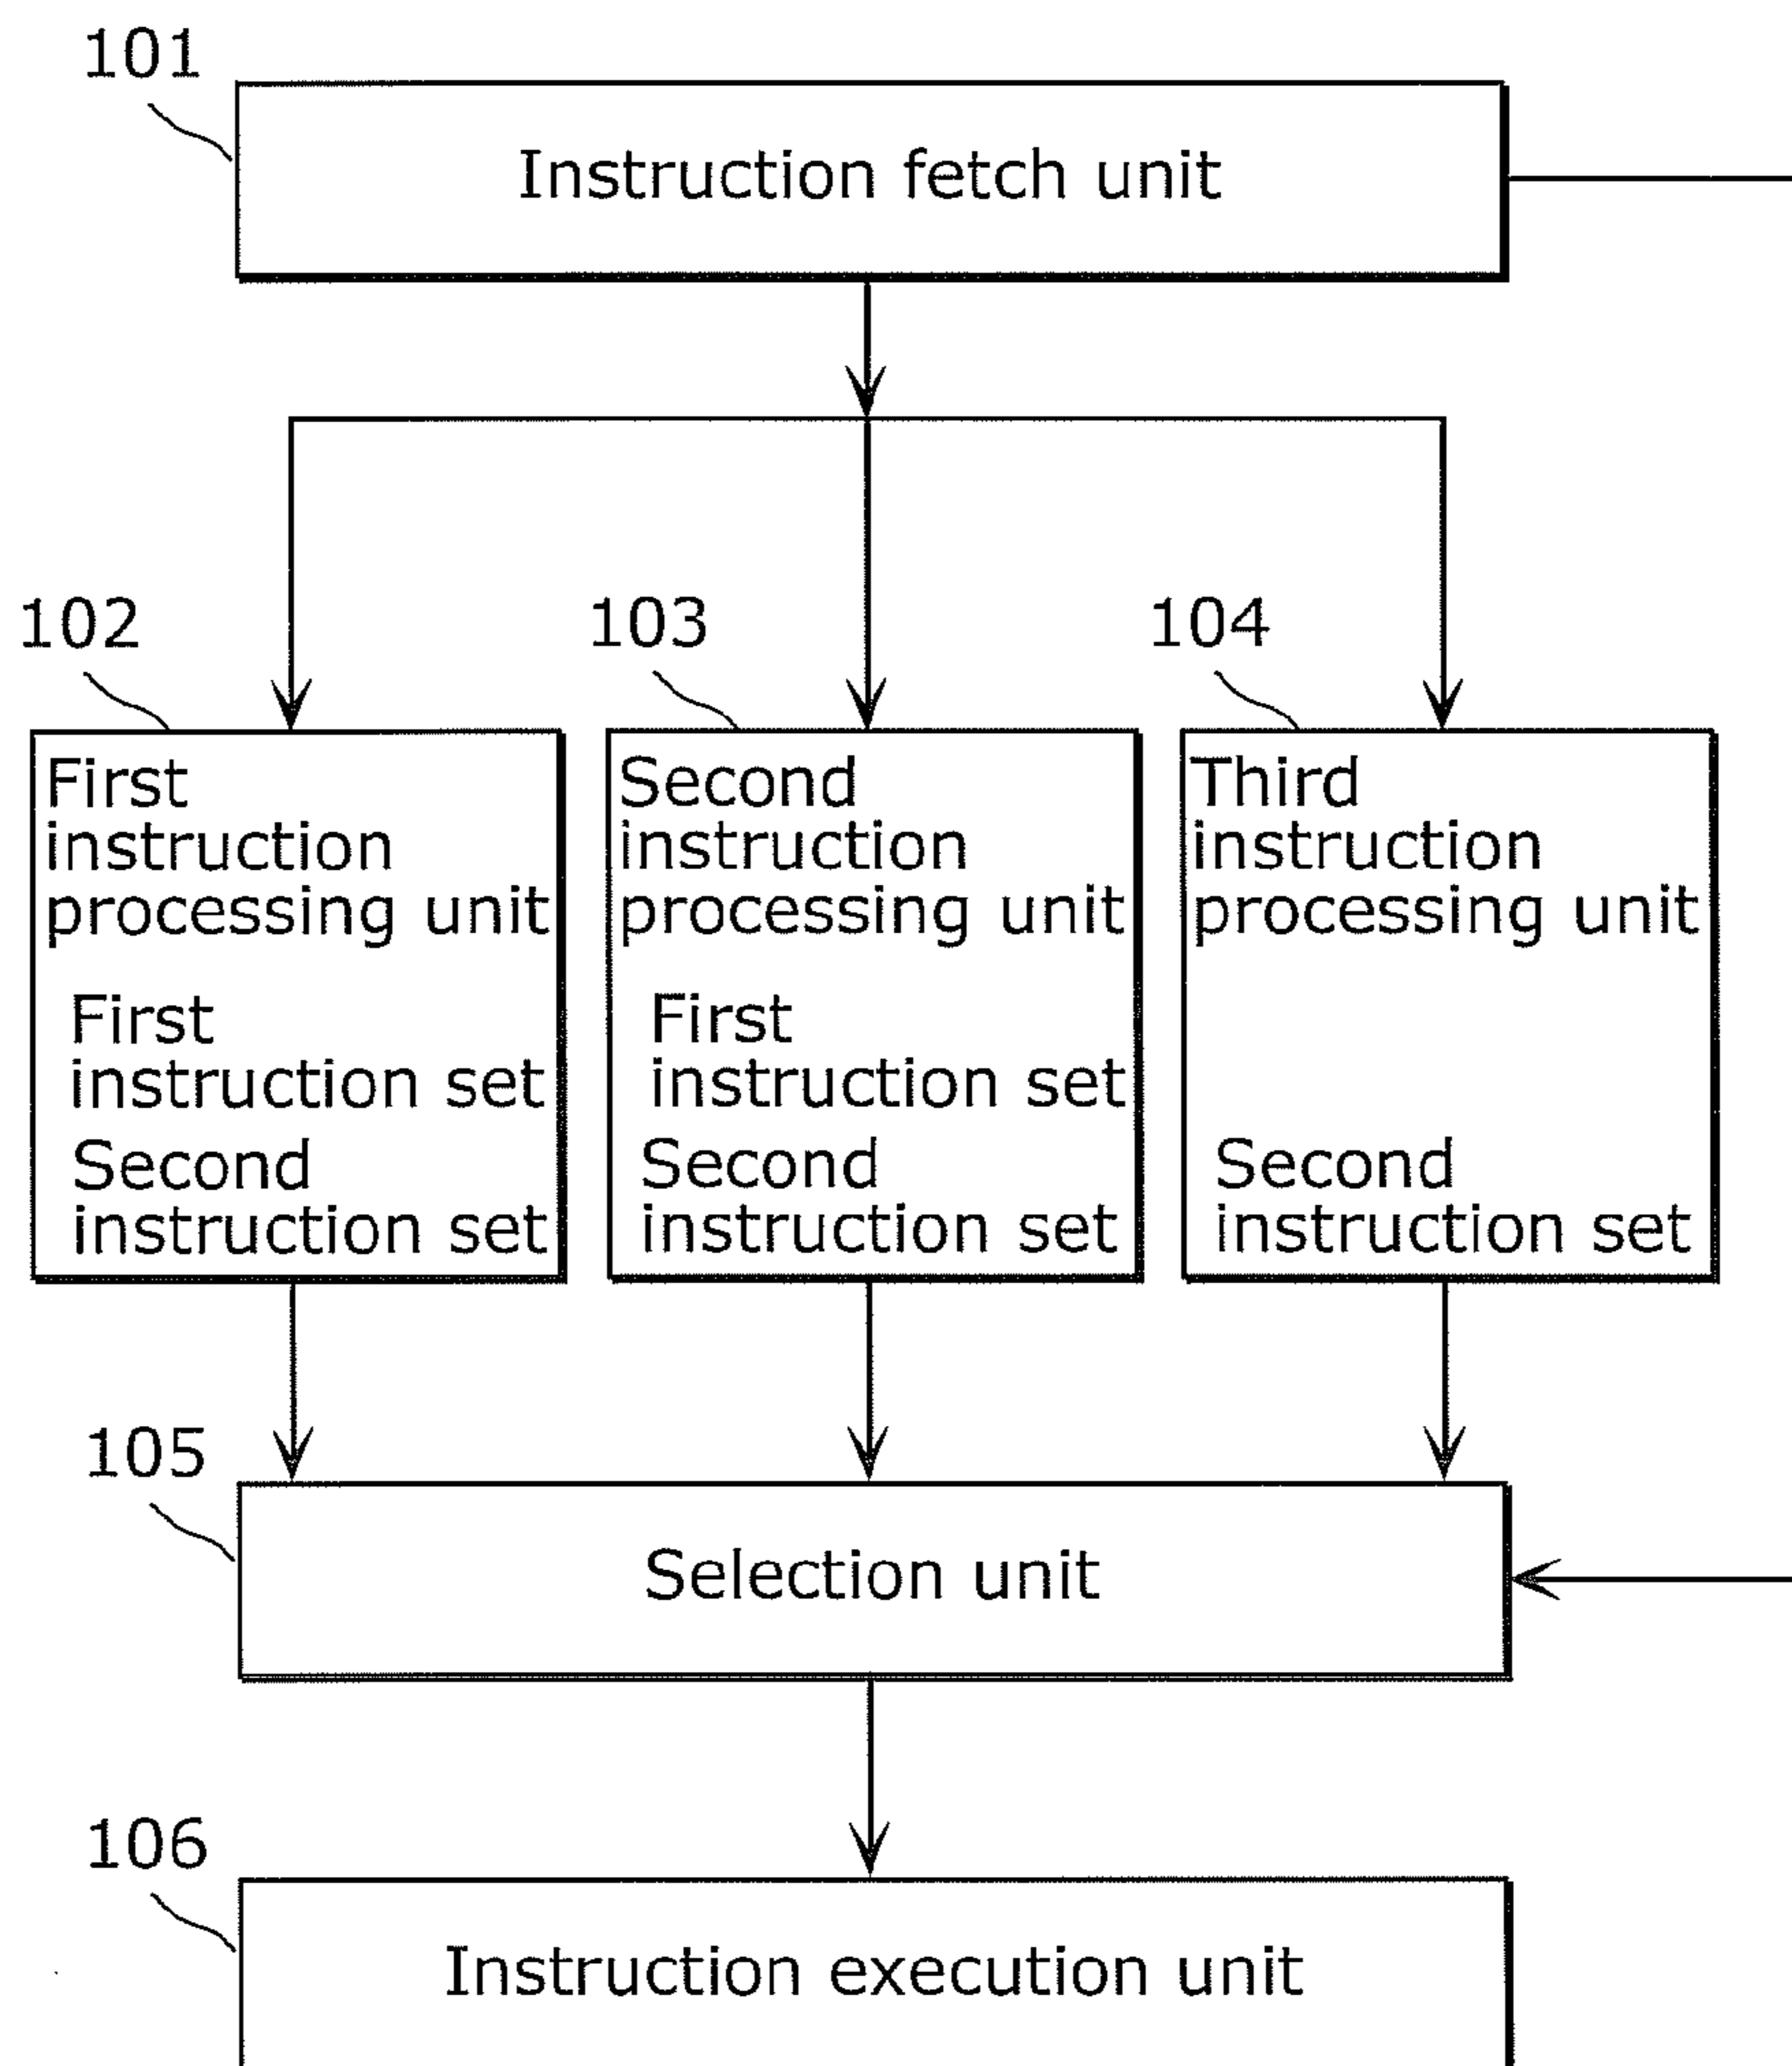 101
Instruction fetch unit
102
103
104
First
instruction
processing unit
First
instruction set
Second
instruction set
Second
instruction
processing unit
First
instruction set
Second
instruction set
Third
instruction
processing unit
Second
instruction set
105
Selection unit
106
Instruction execution unit